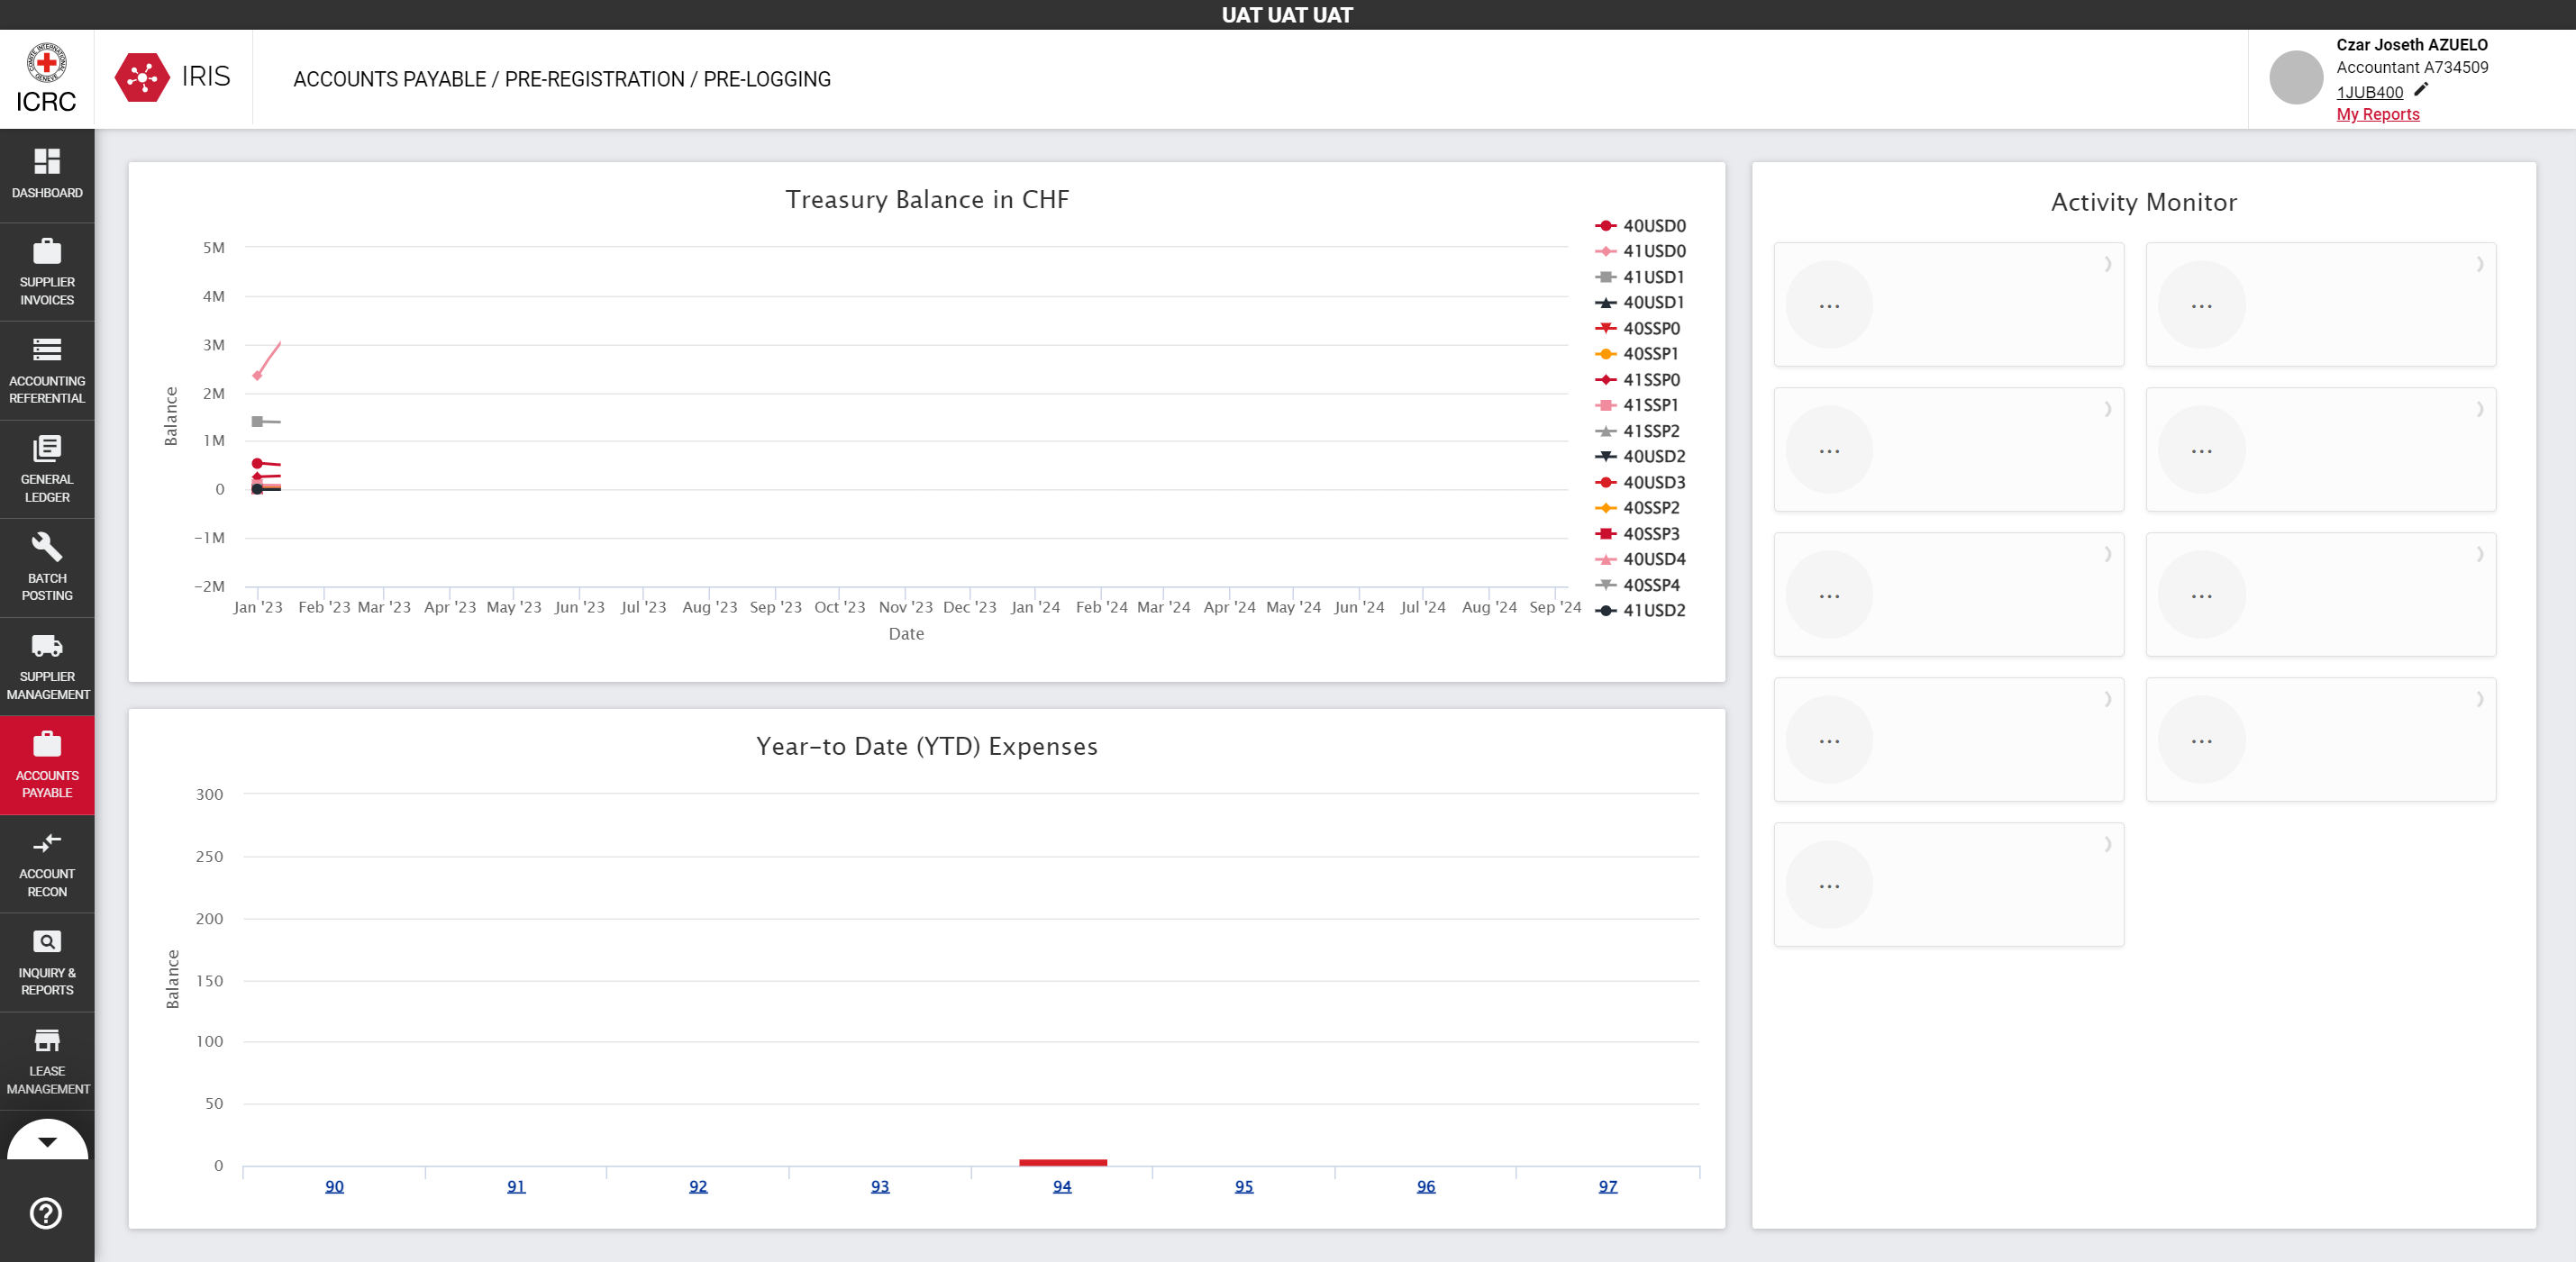 UAT UAT UAT
ICRC
IRIS
ACCOUNTS PAYABLE / PRE-REGISTRATION / PRE-LOGGING
Czar Joseth AZUELO
Accountant A734509
1JUB400
My Reports
DASHBOARD
SUPPLIER
INVOICES
ACCOUNTING
REFERENTIAL
GENERAL
LEDGER
BATCH
POSTING
SUPPLIER
MANAGEMENT
ACCOUNTS
PAYABLE
ACCOUNT
RECON
INQUIRY &
REPORTS
LEASE
MANAGEMENT
Treasury Balance in CHF
5M
4M
3M
2M
1M
0
-1M
-2M
Balance
Jan '23 Feb '23 Mar '23 Apr '23 May '23 Jun '23 Jul '23 Aug '23 Sep '23 Oct '23 Nov '23 Dec '23 Jan '24 Feb '24 Mar '24 Apr '24 May '24 Jun '24 Jul '24 Aug '24 Sep '24
Date
40USD0
41USD0
41USD1
40USD1
40SSP0
40SSP1
41SSP0
41SSP1
41SSP2
40USD2
40USD3
40SSP2
40SSP3
40USD4
40SSP4
41USD2
Year-to Date (YTD) Expenses
300
250
200
150
100
50
0
Balance
90 91 92 93 94 95 96 97
Activity Monitor
... ...
... ...
... ...
... ...
...